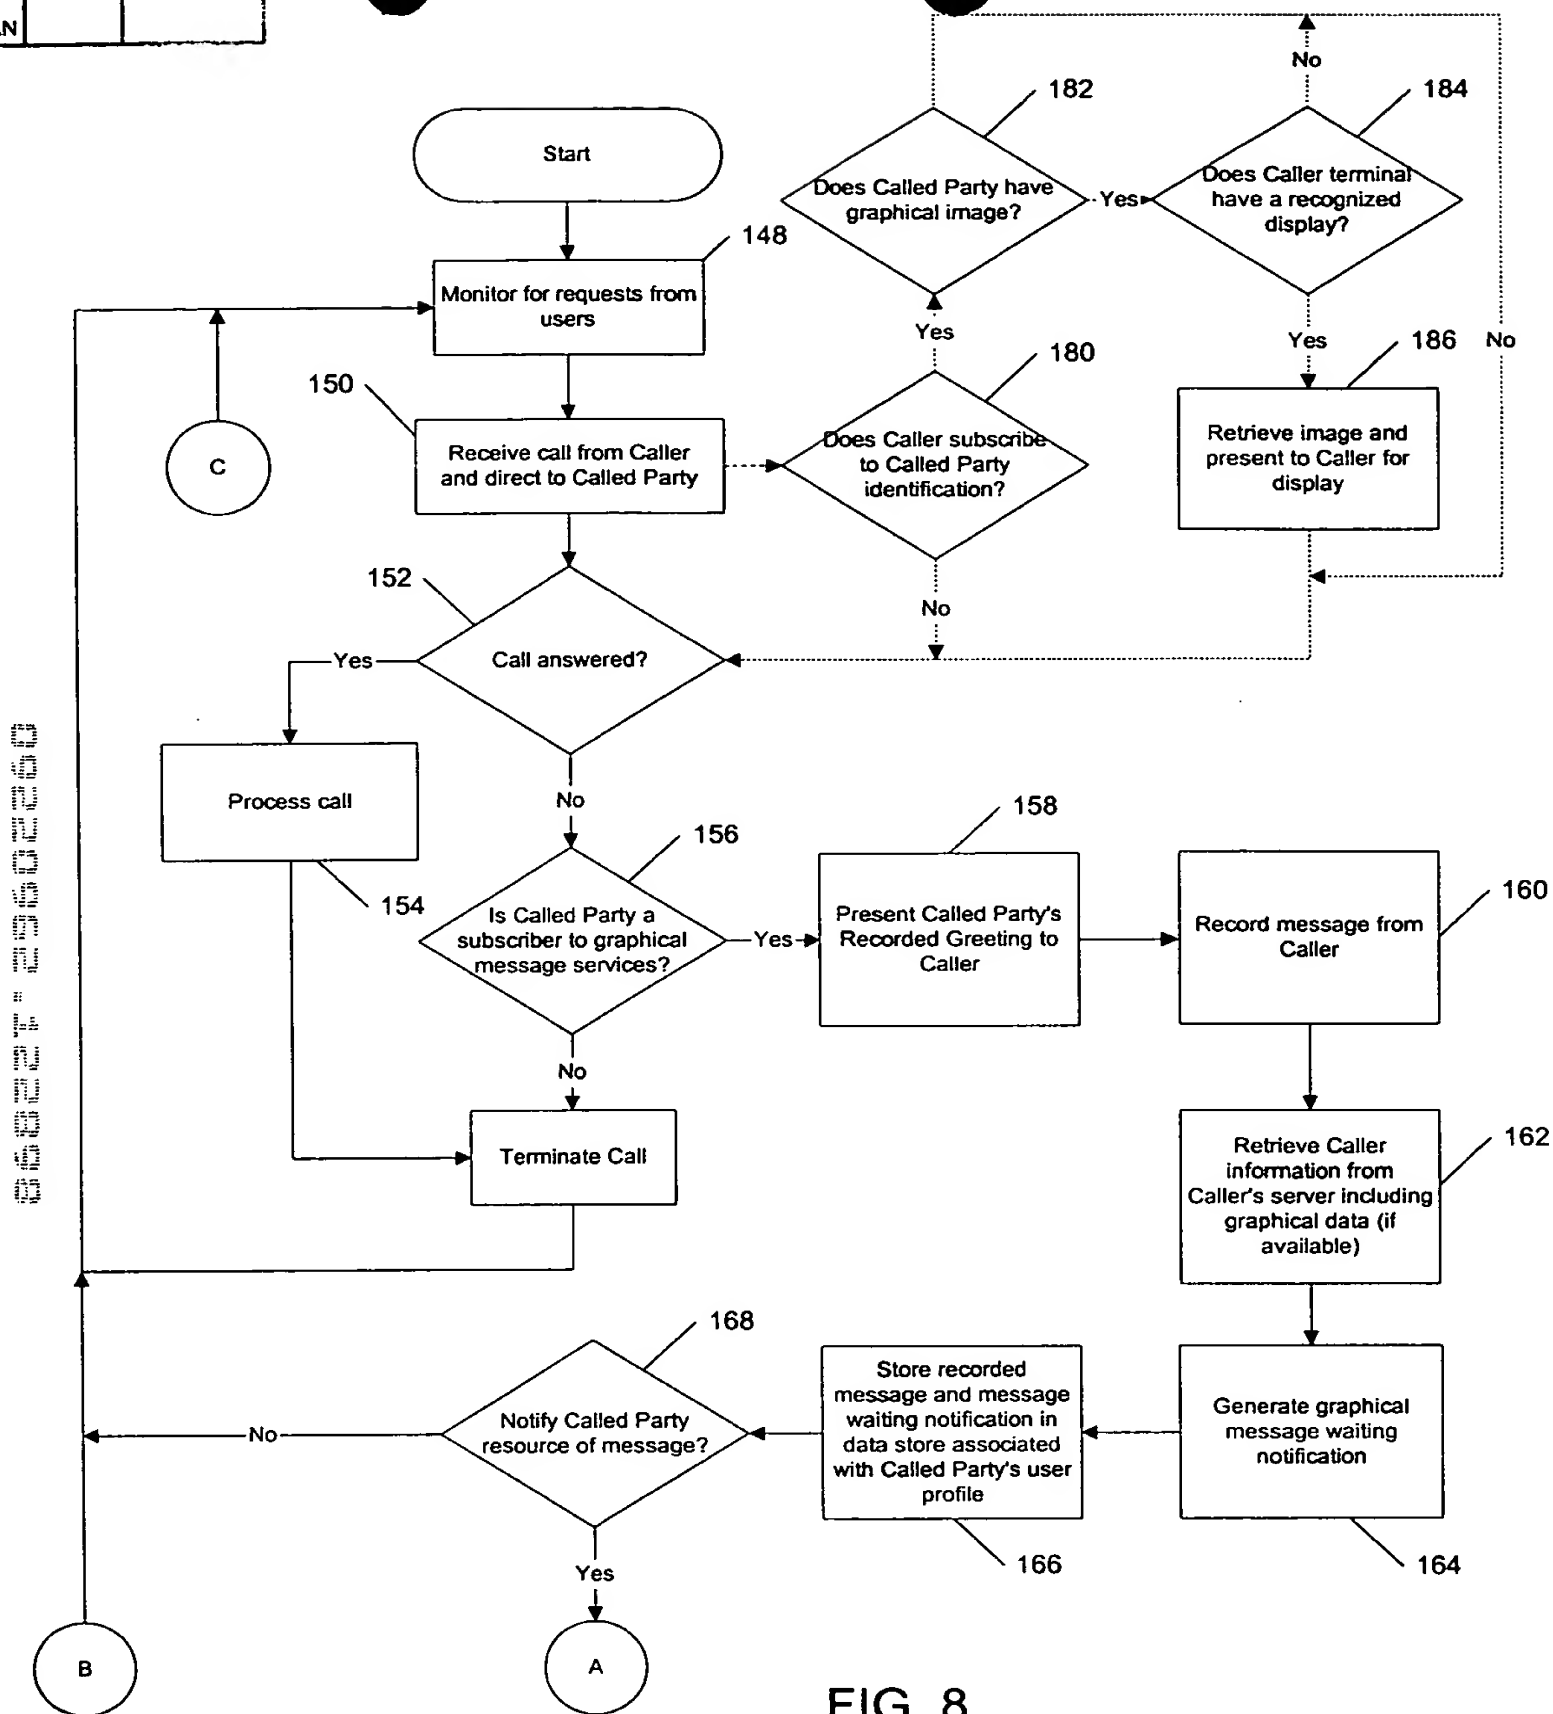 AN
Start
148
Monitor for requests from
users
150
Receive call from Caller
and direct to Called Party
C
182
Does Called Party have
graphical image?
Yes
184
No
Does Caller terminal
have a recognized
display?
Yes
180
Does Caller subscribe
to Called Party
identification?
Yes
No
186
No
Retrieve image and
present to Caller for
display
152
Call answered?
Yes
No
Process call
154
156
Is Called Party a
subscriber to graphical
message services?
Yes
No
158
Present Called Party's
Recorded Greeting to
Caller
160
Record message from
Caller
Terminate Call
162
Retrieve Caller
information from
Caller's server including
graphical data (if
available)
168
Notify Called Party
resource of message?
No
Yes
Store recorded
message and message
waiting notification in
data store associated
with Called Party's user
profile
166
Generate graphical
message waiting
notification
164
B
A
FIG. 8